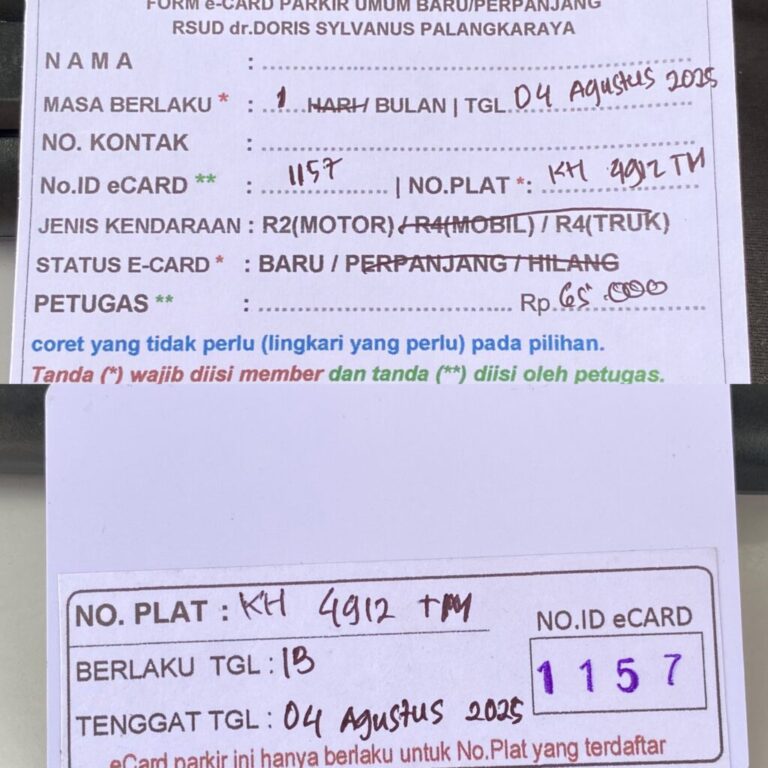 FORM e-CARD PARKIR UMUM BARU/PERPANJANG
RSUD dr.DORIS SYLVANUS PALANGKARAYA
N A M A :
MASA BERLAKU * : 1 HARI / BULAN | TGL 04 Agustus 2025
NO. KONTAK :
No.ID eCARD ** : 1157 | NO.PLAT *: KH 4912 TM
JENIS KENDARAAN : R2(MOTOR) / R4(MOBIL) / R4(TRUK)
STATUS E-CARD * : BARU / PERPANJANG / HILANG
PETUGAS ** : Rp. 65.000
coret yang tidak perlu (lingkari yang perlu) pada pilihan.
Tanda (*) wajib diisi member dan tanda (**) diisi oleh petugas.
NO. PLAT : KH 4912 TM
NO.ID eCARD
BERLAKU TGL : 1B
1157
TENGGAT TGL : 04 Agustus 2025
eCard parkir ini hanya berlaku untuk No.Plat yang terdaftar